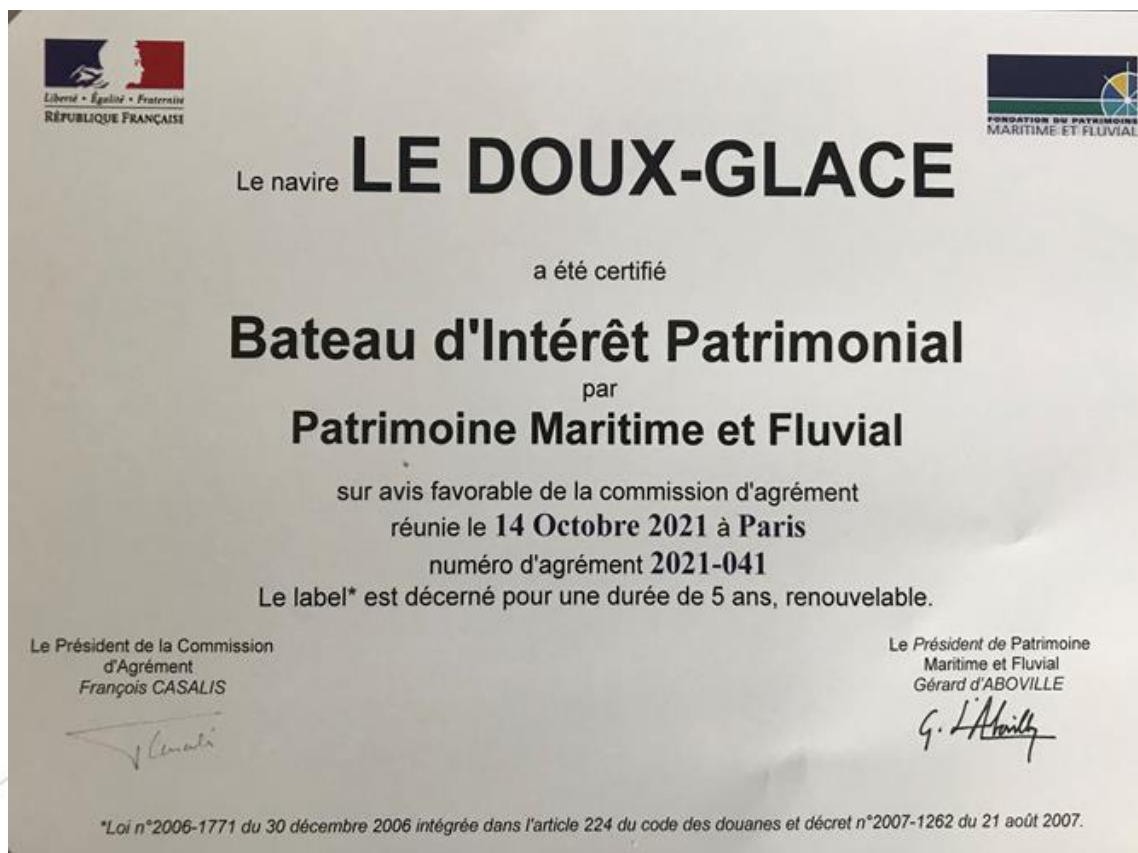 Liberté • Égalité • Fraternité
RÉPUBLIQUE FRANÇAISE
FONDATION DU PATRIMOINE
MARITIME ET FLUVIAL
Le navire LE DOUX-GLACE
a été certifié
Bateau d'Intérêt Patrimonial
par
Patrimoine Maritime et Fluvial
sur avis favorable de la commission d'agrément
réunie le 14 Octobre 2021 à Paris
numéro d'agrément 2021-041
Le label* est décerné pour une durée de 5 ans, renouvelable.
Le Président de la Commission
d'Agrément
François CASALIS
Le Président de Patrimoine
Maritime et Fluvial
Gérard d'ABOVILLE
G. d'Aboville
*Loi n°2006-1771 du 30 décembre 2006 intégrée dans l'article 224 du code des douanes et décret n°2007-1262 du 21 août 2007.